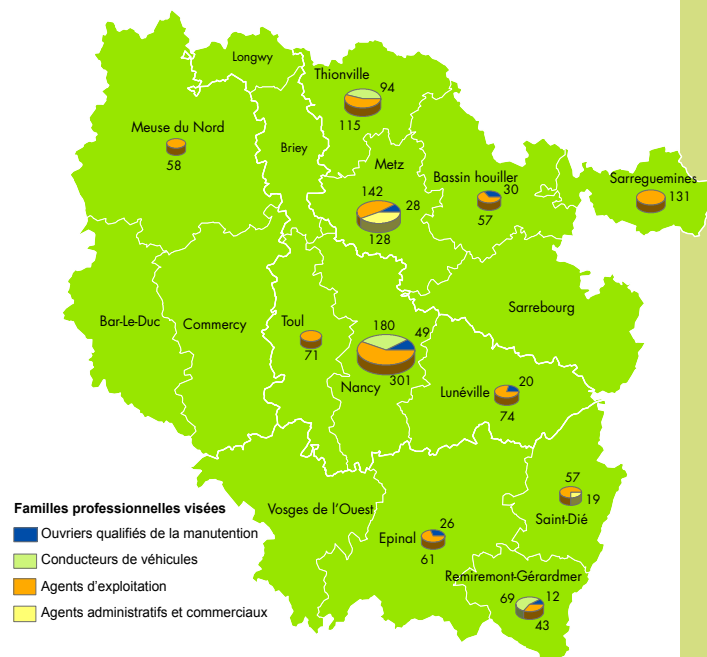 Longwy
Thionville
94
115
Meuse du Nord
58
Briey
Metz
142
28
128
Bassin houiller
30
57
Sarreguemines
131
Bar-Le-Duc
Commercy
Toul
71
180
49
301
Nancy
Sarrebourg
Lunéville
20
74
57
19
Saint-Dié
Vosges de l'Ouest
Epinal
26
61
Remiremont-Gérardmer
69
12
43
Familles professionnelles visées
Ouvriers qualifiés de la manutention
Conducteurs de véhicules
Agents d'exploitation
Agents administratifs et commerciaux